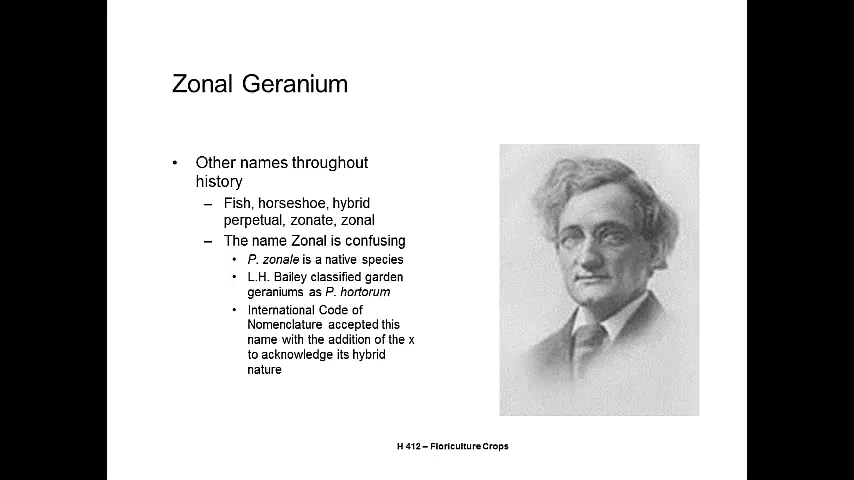 Zonal Geranium
• Other names throughout
history
– Fish, horseshoe, hybrid
perpetual, zonate, zonal
– The name Zonal is confusing
• P. zonale is a native species
• L.H. Bailey classified garden
geraniums as P. hortorum
• International Code of
Nomenclature accepted this
name with the addition of the x
to acknowledge its hybrid
nature
H 412 – Floriculture Crops